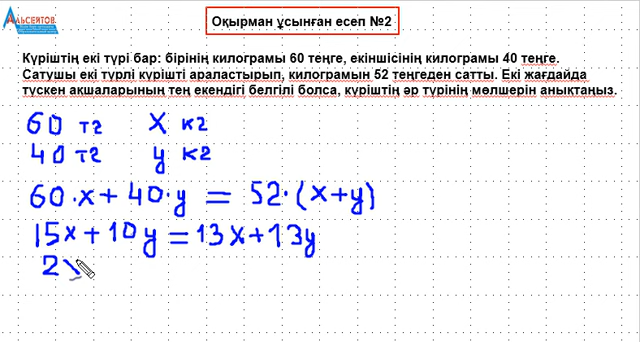 АЛЬСЕИТОВ
Оқырман ұсынған есеп №2
Күріштің екі түрі бар: бірінің килограмы 60 теңге, екіншісінің килограмы 40 теңге.
Сатушы екі түрлі күрішті араластырып, килограмын 52 теңгеден сатты. Екі жағдайда
түскен ақшаларының тең екендігі белгілі болса, күріштің әр түрінің мөлшерін анықтаңыз.
60 тг x кг
40 тг y кг
60·x+40·y = 52·(x+y)
15x+10y=13x+13y
2x